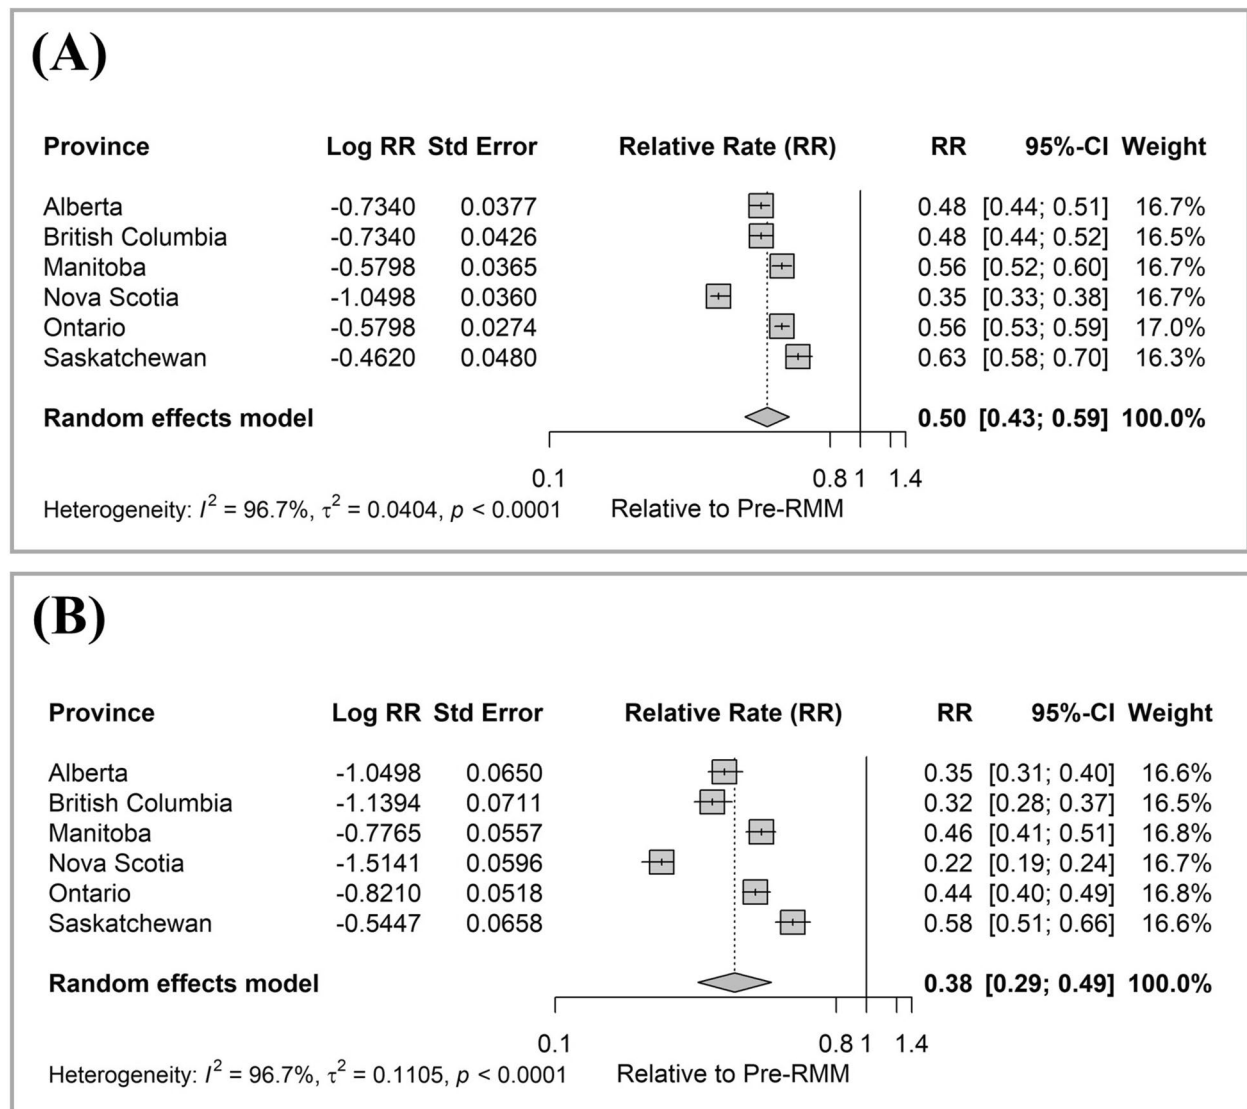 (A)
Province Log RR Std Error Relative Rate (RR) RR 95%-CI Weight
Alberta -0.7340 0.0377 0.48 [0.44; 0.51] 16.7%
British Columbia -0.7340 0.0426 0.48 [0.44; 0.52] 16.5%
Manitoba -0.5798 0.0365 0.56 [0.52; 0.60] 16.7%
Nova Scotia -1.0498 0.0360 0.35 [0.33; 0.38] 16.7%
Ontario -0.5798 0.0274 0.56 [0.53; 0.59] 17.0%
Saskatchewan -0.4620 0.0480 0.63 [0.58; 0.70] 16.3%
Random effects model 0.50 [0.43; 0.59] 100.0%
0.1 0.8 1 1.4
Heterogeneity: I² = 96.7%, τ² = 0.0404, p < 0.0001 Relative to Pre-RMM
(B)
Province Log RR Std Error Relative Rate (RR) RR 95%-CI Weight
Alberta -1.0498 0.0650 0.35 [0.31; 0.40] 16.6%
British Columbia -1.1394 0.0711 0.32 [0.28; 0.37] 16.5%
Manitoba -0.7765 0.0557 0.46 [0.41; 0.51] 16.8%
Nova Scotia -1.5141 0.0596 0.22 [0.19; 0.24] 16.7%
Ontario -0.8210 0.0518 0.44 [0.40; 0.49] 16.8%
Saskatchewan -0.5447 0.0658 0.58 [0.51; 0.66] 16.6%
Random effects model 0.38 [0.29; 0.49] 100.0%
0.1 0.8 1 1.4
Heterogeneity: I² = 96.7%, τ² = 0.1105, p < 0.0001 Relative to Pre-RMM